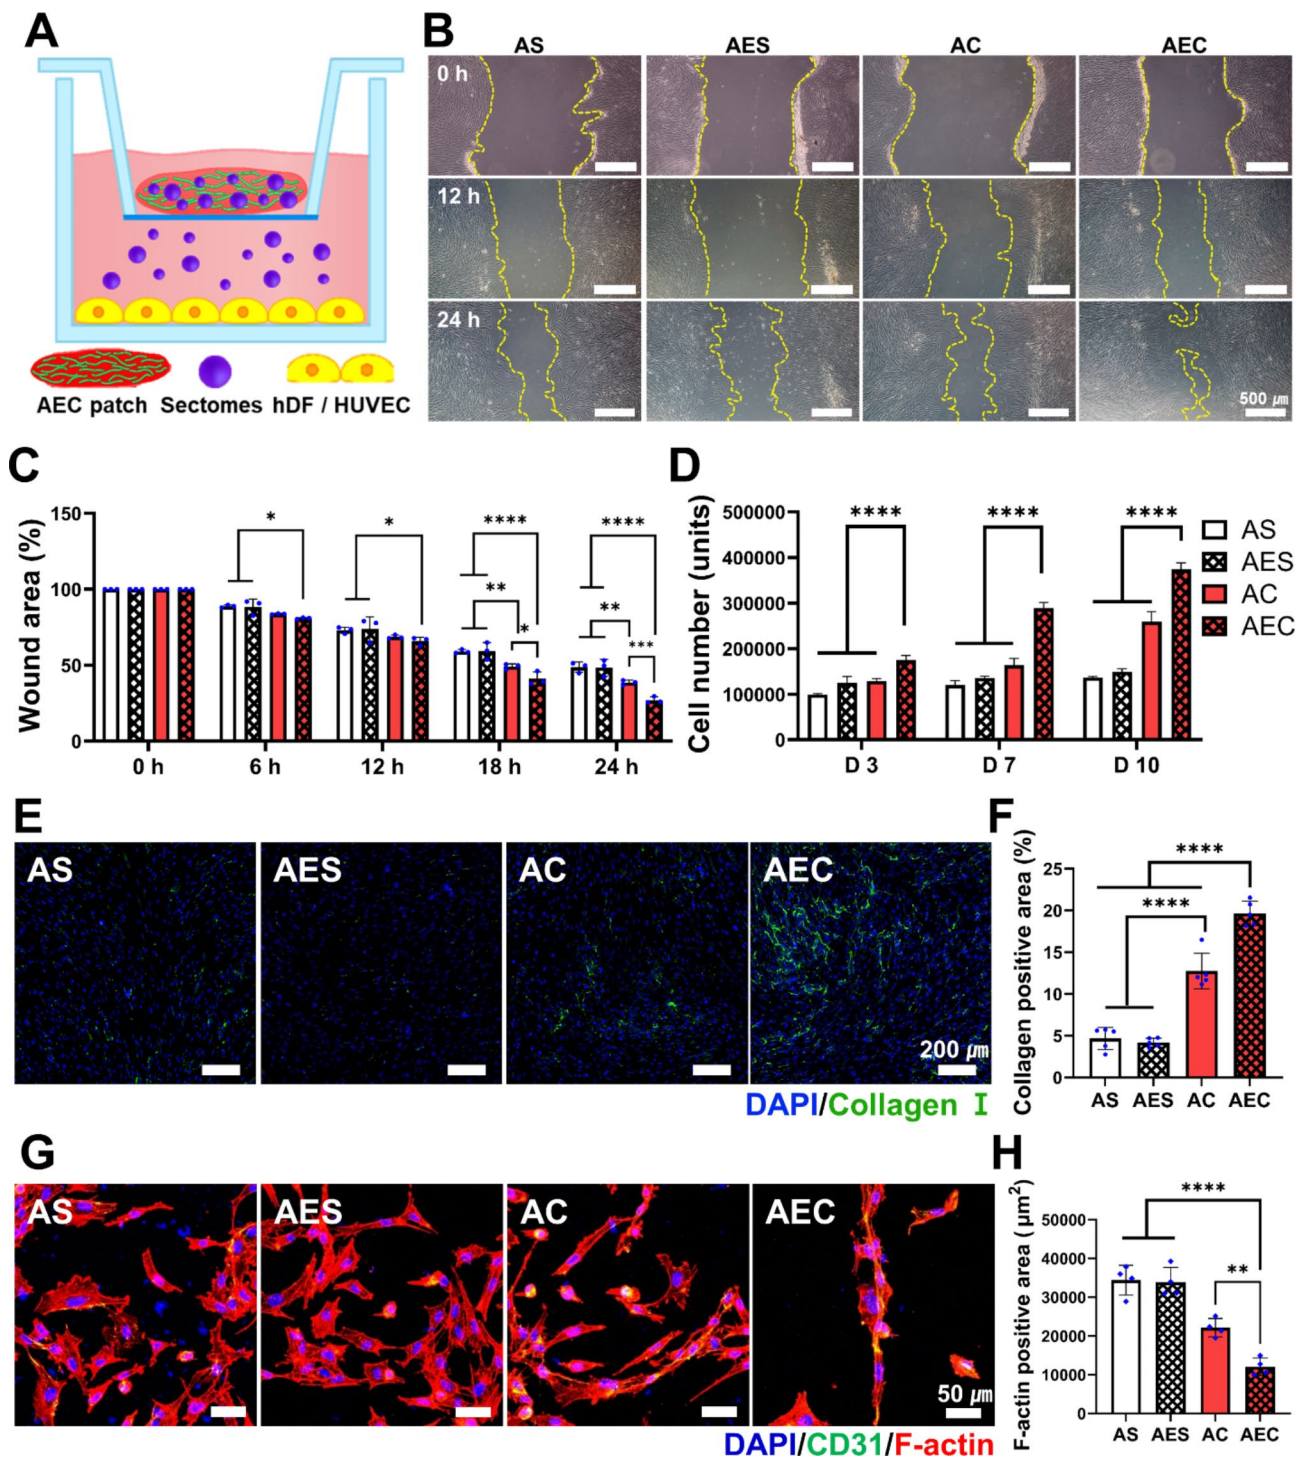 A
AEC patch Sectomes hDF / HUVEC
B
AS AES AC AEC
0 h
12 h
24 h
500 µm
C
Wound area (%)
150
100
50
0
* * **** ****
** **
* ***
0 h 6 h 12 h 18 h 24 h
D
Cell number (units)
500000
400000
300000
200000
100000
0
**** **** ****
D 3 D 7 D 10
AS
AES
AC
AEC
E
AS AES AC AEC
200 µm
DAPI/Collagen I
F
Collagen positive area (%)
25
20
15
10
5
0
****
****
AS AES AC AEC
G
AS AES AC AEC
50 µm
DAPI/CD31/F-actin
H
F-actin positive area (µm²)
50000
40000
30000
20000
10000
0
****
**
AS AES AC AEC